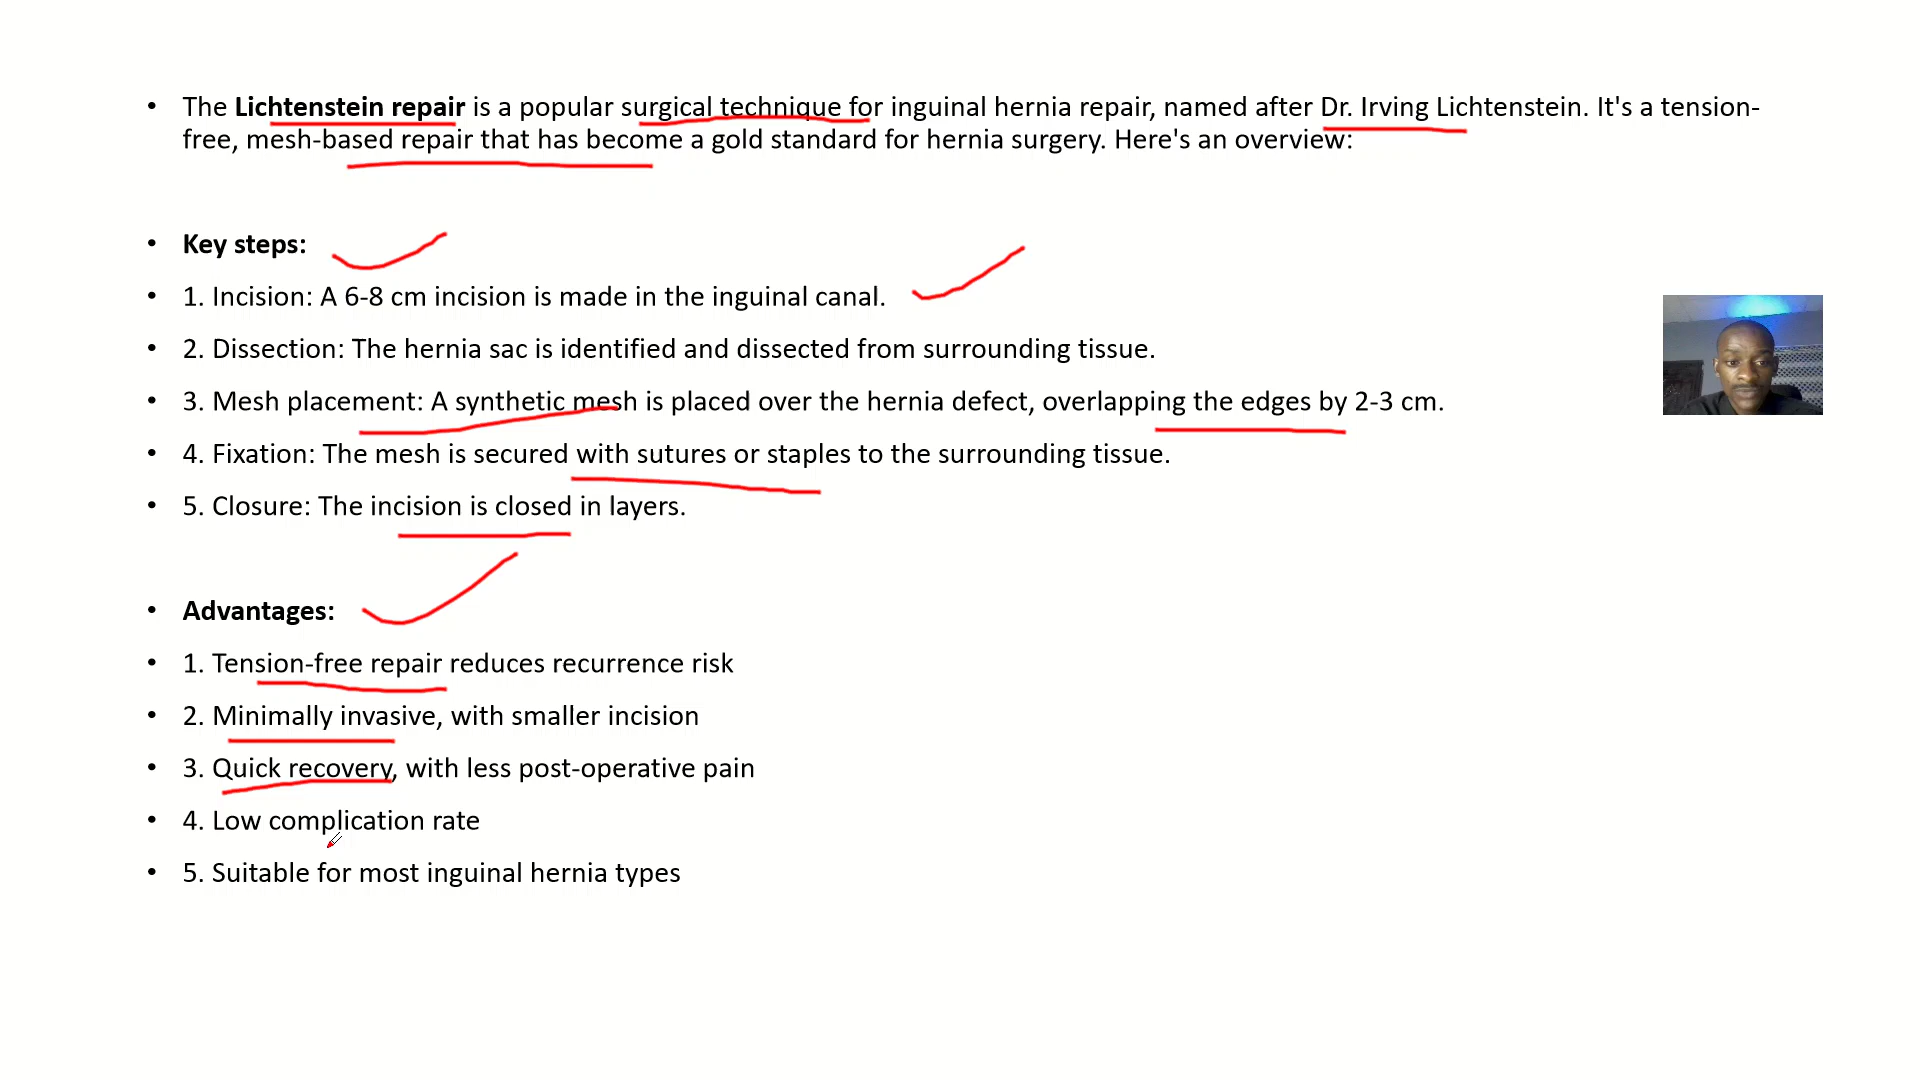 • The Lichtenstein repair is a popular surgical technique for inguinal hernia repair, named after Dr. Irving Lichtenstein. It's a tension-
free, mesh-based repair that has become a gold standard for hernia surgery. Here's an overview:
• Key steps:
• 1. Incision: A 6-8 cm incision is made in the inguinal canal.
• 2. Dissection: The hernia sac is identified and dissected from surrounding tissue.
• 3. Mesh placement: A synthetic mesh is placed over the hernia defect, overlapping the edges by 2-3 cm.
• 4. Fixation: The mesh is secured with sutures or staples to the surrounding tissue.
• 5. Closure: The incision is closed in layers.
• Advantages:
• 1. Tension-free repair reduces recurrence risk
• 2. Minimally invasive, with smaller incision
• 3. Quick recovery, with less post-operative pain
• 4. Low complication rate
• 5. Suitable for most inguinal hernia types